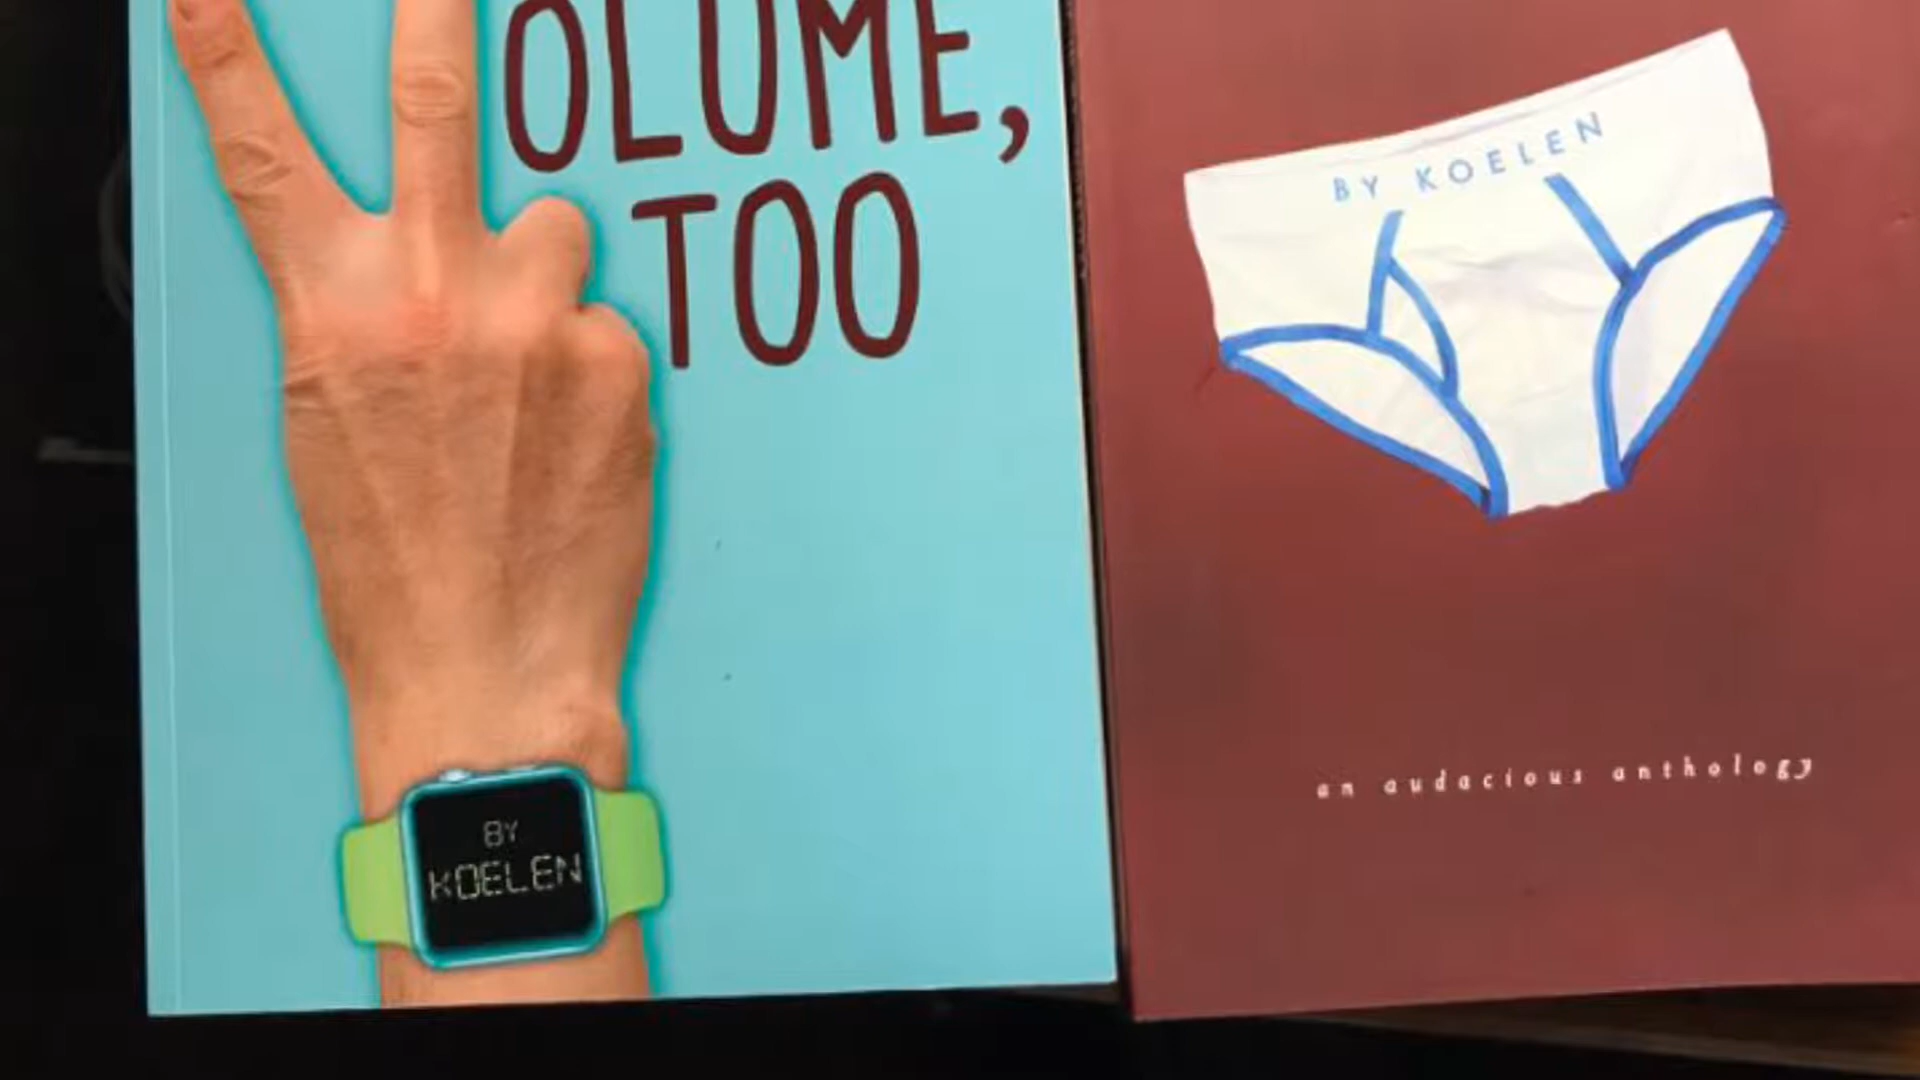 OLUME,
TOO
BY
KOELEN
BY KOELEN
an audacious anthology